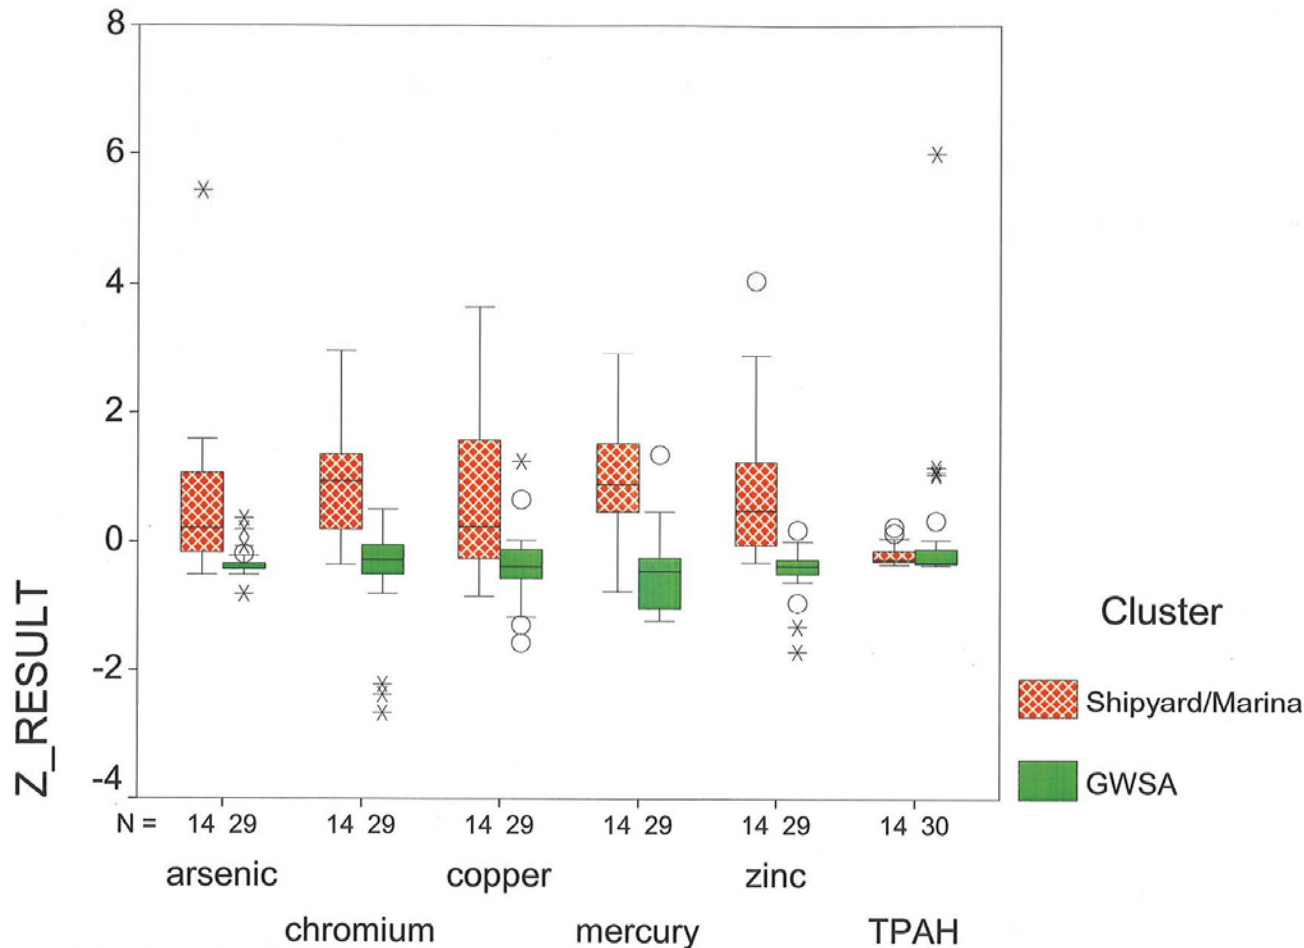 8
6
4
2
0
-2
-4
Z_RESULT
N = 14 29 14 29 14 29 14 29 14 29 14 30
arsenic copper zinc
chromium mercury TPAH
Cluster
Shipyard/Marina
GWSA